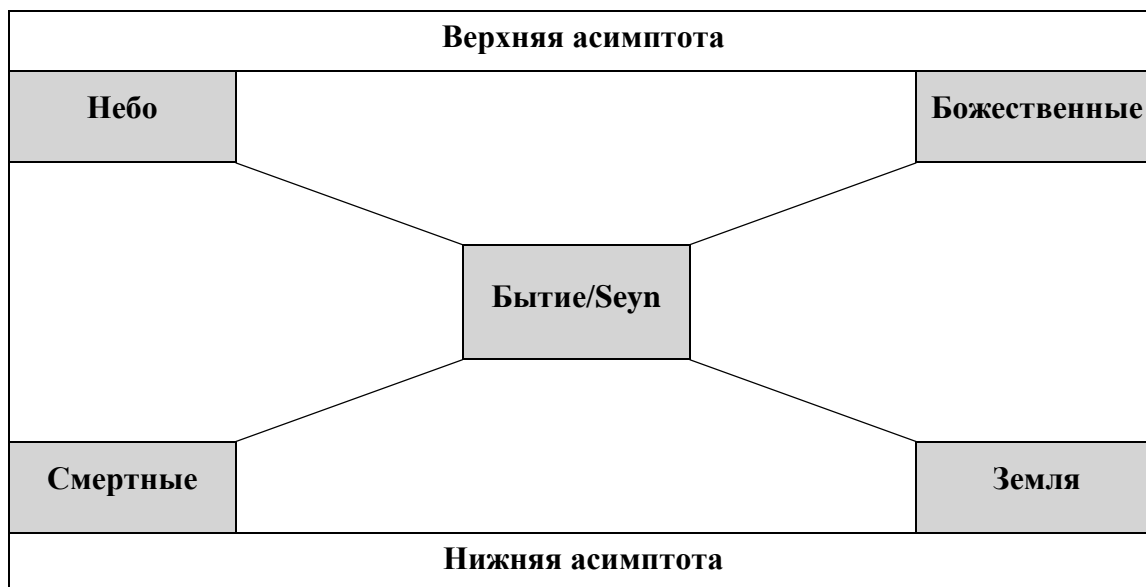 Верхняя асимптота
Небо
Божественные
Бытие/Seyn
Смертные
Земля
Нижняя асимптота